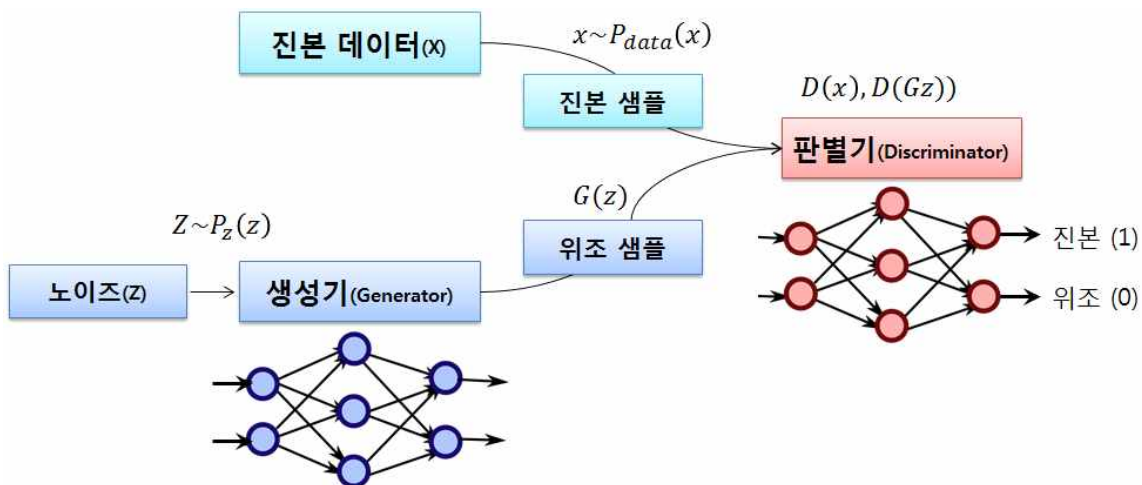 진본 데이터(X)
x~P_data(x)
진본 샘플
D(x), D(Gz))
판별기(Discriminator)
G(z)
Z~P_z(z)
위조 샘플
진본 (1)
노이즈(Z)
생성기(Generator)
위조 (0)